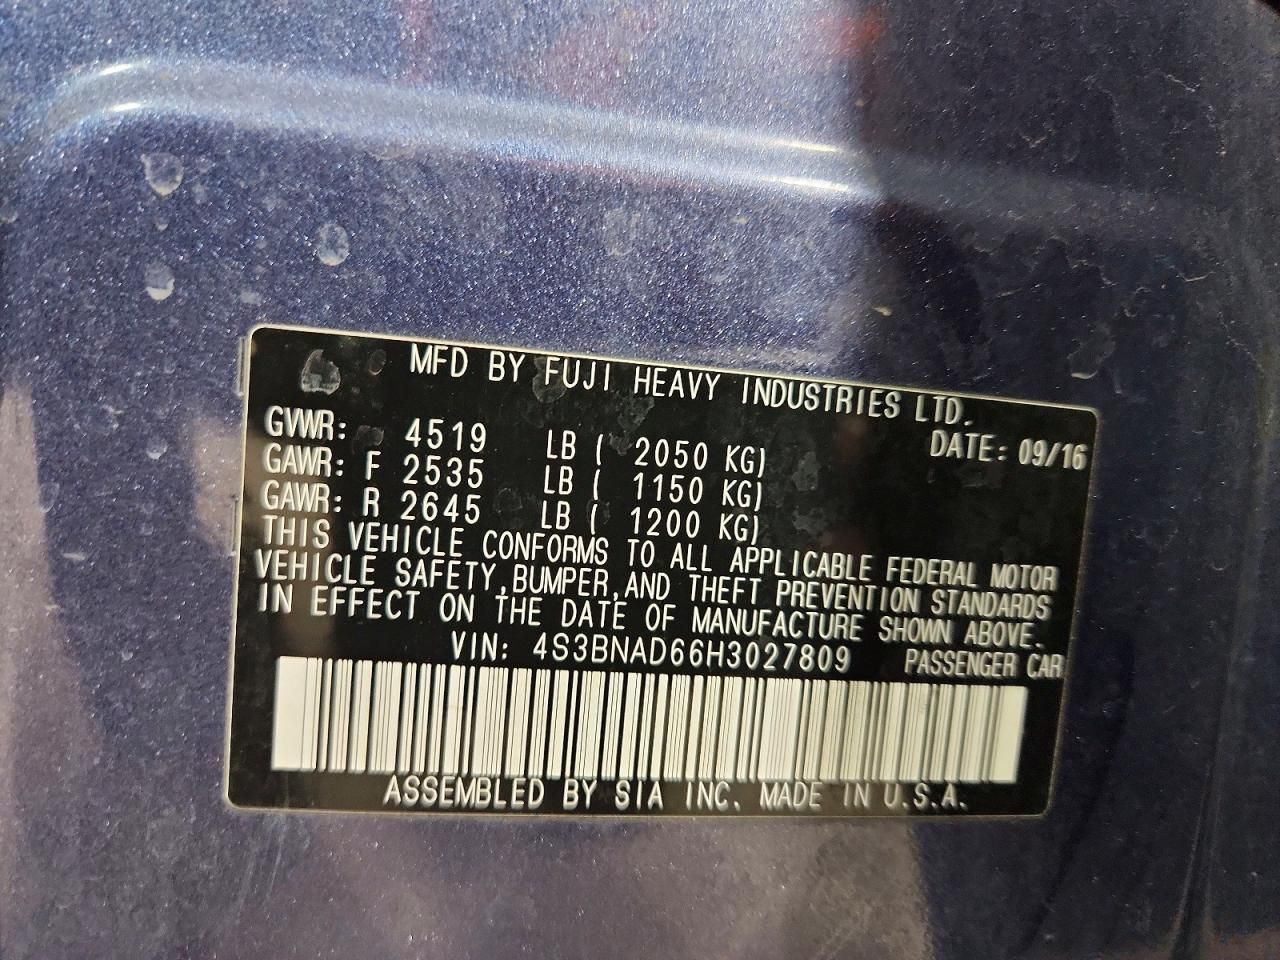 MFD BY FUJI HEAVY INDUSTRIES LTD.
DATE: 09/16
GVWR: 4519 LB ( 2050 KG)
GAWR: F 2535 LB ( 1150 KG)
GAWR: R 2645 LB ( 1200 KG)
THIS VEHICLE CONFORMS TO ALL APPLICABLE FEDERAL MOTOR
VEHICLE SAFETY, BUMPER, AND THEFT PREVENTION STANDARDS
IN EFFECT ON THE DATE OF MANUFACTURE SHOWN ABOVE.
VIN: 4S3BNAD66H3027809 PASSENGER CAR
ASSEMBLED BY SIA INC. MADE IN U.S.A.